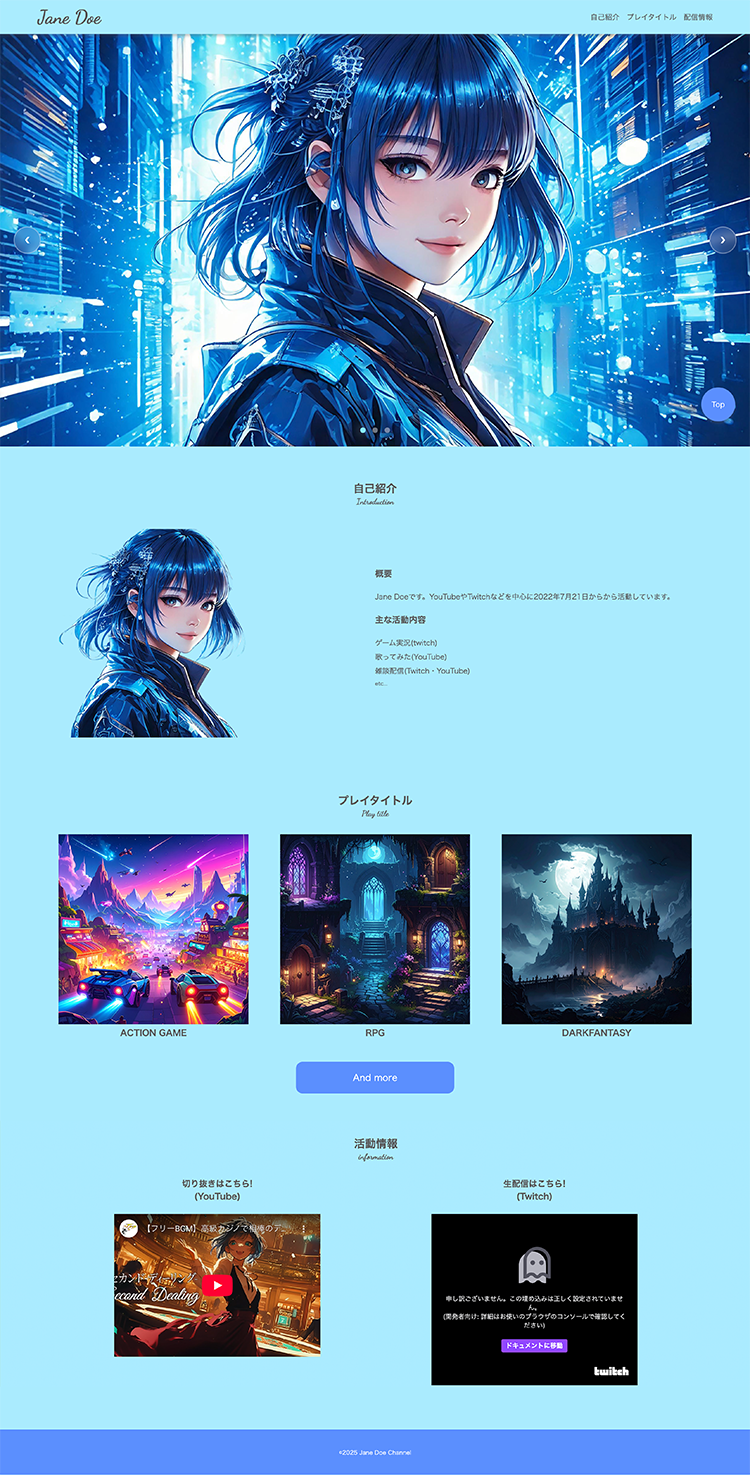 Jane Doe
自己紹介 プレイタイトル 配信情報
‹
›
Top
自己紹介
Introduction
概要
Jane Doeです。YouTubeやTwitchなどを中心に2022年7月21日からから活動しています。
主な活動内容
ゲーム実況(twitch)
歌ってみた(YouTube)
雑談配信(Twitch・YouTube)
etc...
プレイタイトル
Play title
ACTION GAME
RPG
DARKFANTASY
And more
活動情報
information
切り抜きはこちら!
(YouTube)
【フリーBGM】高級カジノで相棒のデ...
セカンド・ディーリング
Second Dealing
生配信はこちら!
(Twitch)
申し訳ございません。この埋め込みは正しく設定されていませ
ん。
(開発者向け: 詳細はお使いのブラウザのコンソールで確認してく
ださい)
ドキュメントに移動
twitch
©2025 Jane Doe Channel